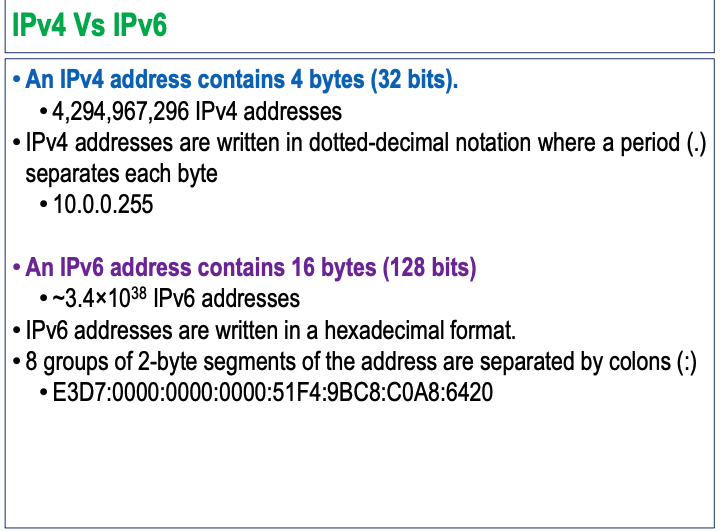 IPv4 Vs IPv6
• An IPv4 address contains 4 bytes (32 bits).
• 4,294,967,296 IPv4 addresses
• IPv4 addresses are written in dotted-decimal notation where a period (.)
separates each byte
• 10.0.0.255
• An IPv6 address contains 16 bytes (128 bits)
• ~3.4×10³⁸ IPv6 addresses
• IPv6 addresses are written in a hexadecimal format.
• 8 groups of 2-byte segments of the address are separated by colons (:)
• E3D7:0000:0000:0000:51F4:9BC8:C0A8:6420